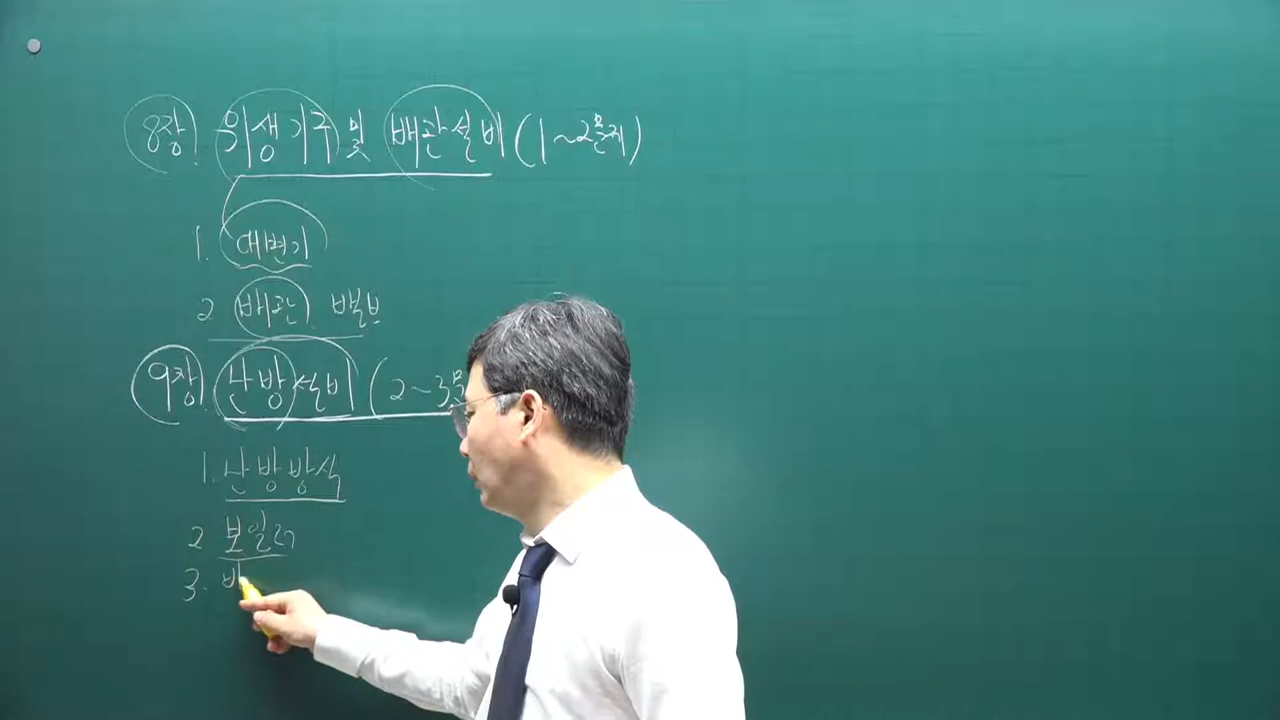 8장. 위생기구 및 배관설비 (1~2문제)
1. 대변기
2 배관. 밸브
9장. 난방설비 (2~3문
1. 난방방식
2 보일러
3. 바